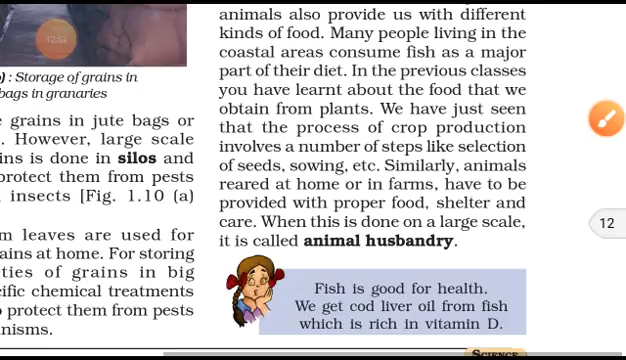 12:52
) : Storage of grains in
bags in granaries
grains in jute bags or
. However, large scale
ins is done in silos and
protect them from pests
insects [Fig. 1.10 (a)
m leaves are used for
ains at home. For storing
ties of grains in big
cific chemical treatments
protect them from pests
nisms.
animals also provide us with different
kinds of food. Many people living in the
coastal areas consume fish as a major
part of their diet. In the previous classes
you have learnt about the food that we
obtain from plants. We have just seen
that the process of crop production
involves a number of steps like selection
of seeds, sowing, etc. Similarly, animals
reared at home or in farms, have to be
provided with proper food, shelter and
care. When this is done on a large scale,
it is called animal husbandry.
Fish is good for health.
We get cod liver oil from fish
which is rich in vitamin D.
12
SCIENCE